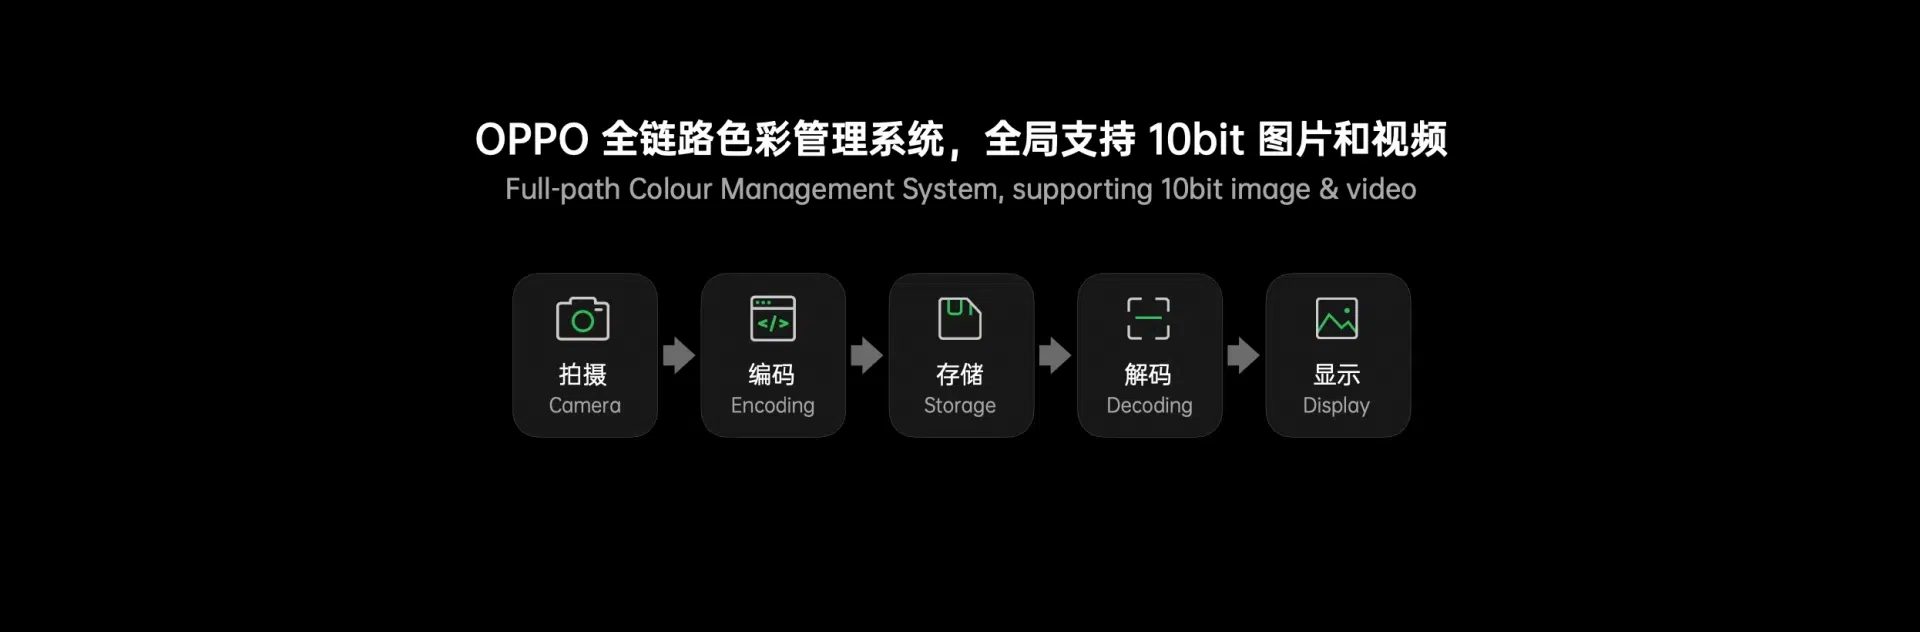 OPPO 全链路色彩管理系统，全局支持 10bit 图片和视频
Full-path Colour Management System, supporting 10bit image & video
拍摄
Camera
编码
Encoding
存储
Storage
解码
Decoding
显示
Display